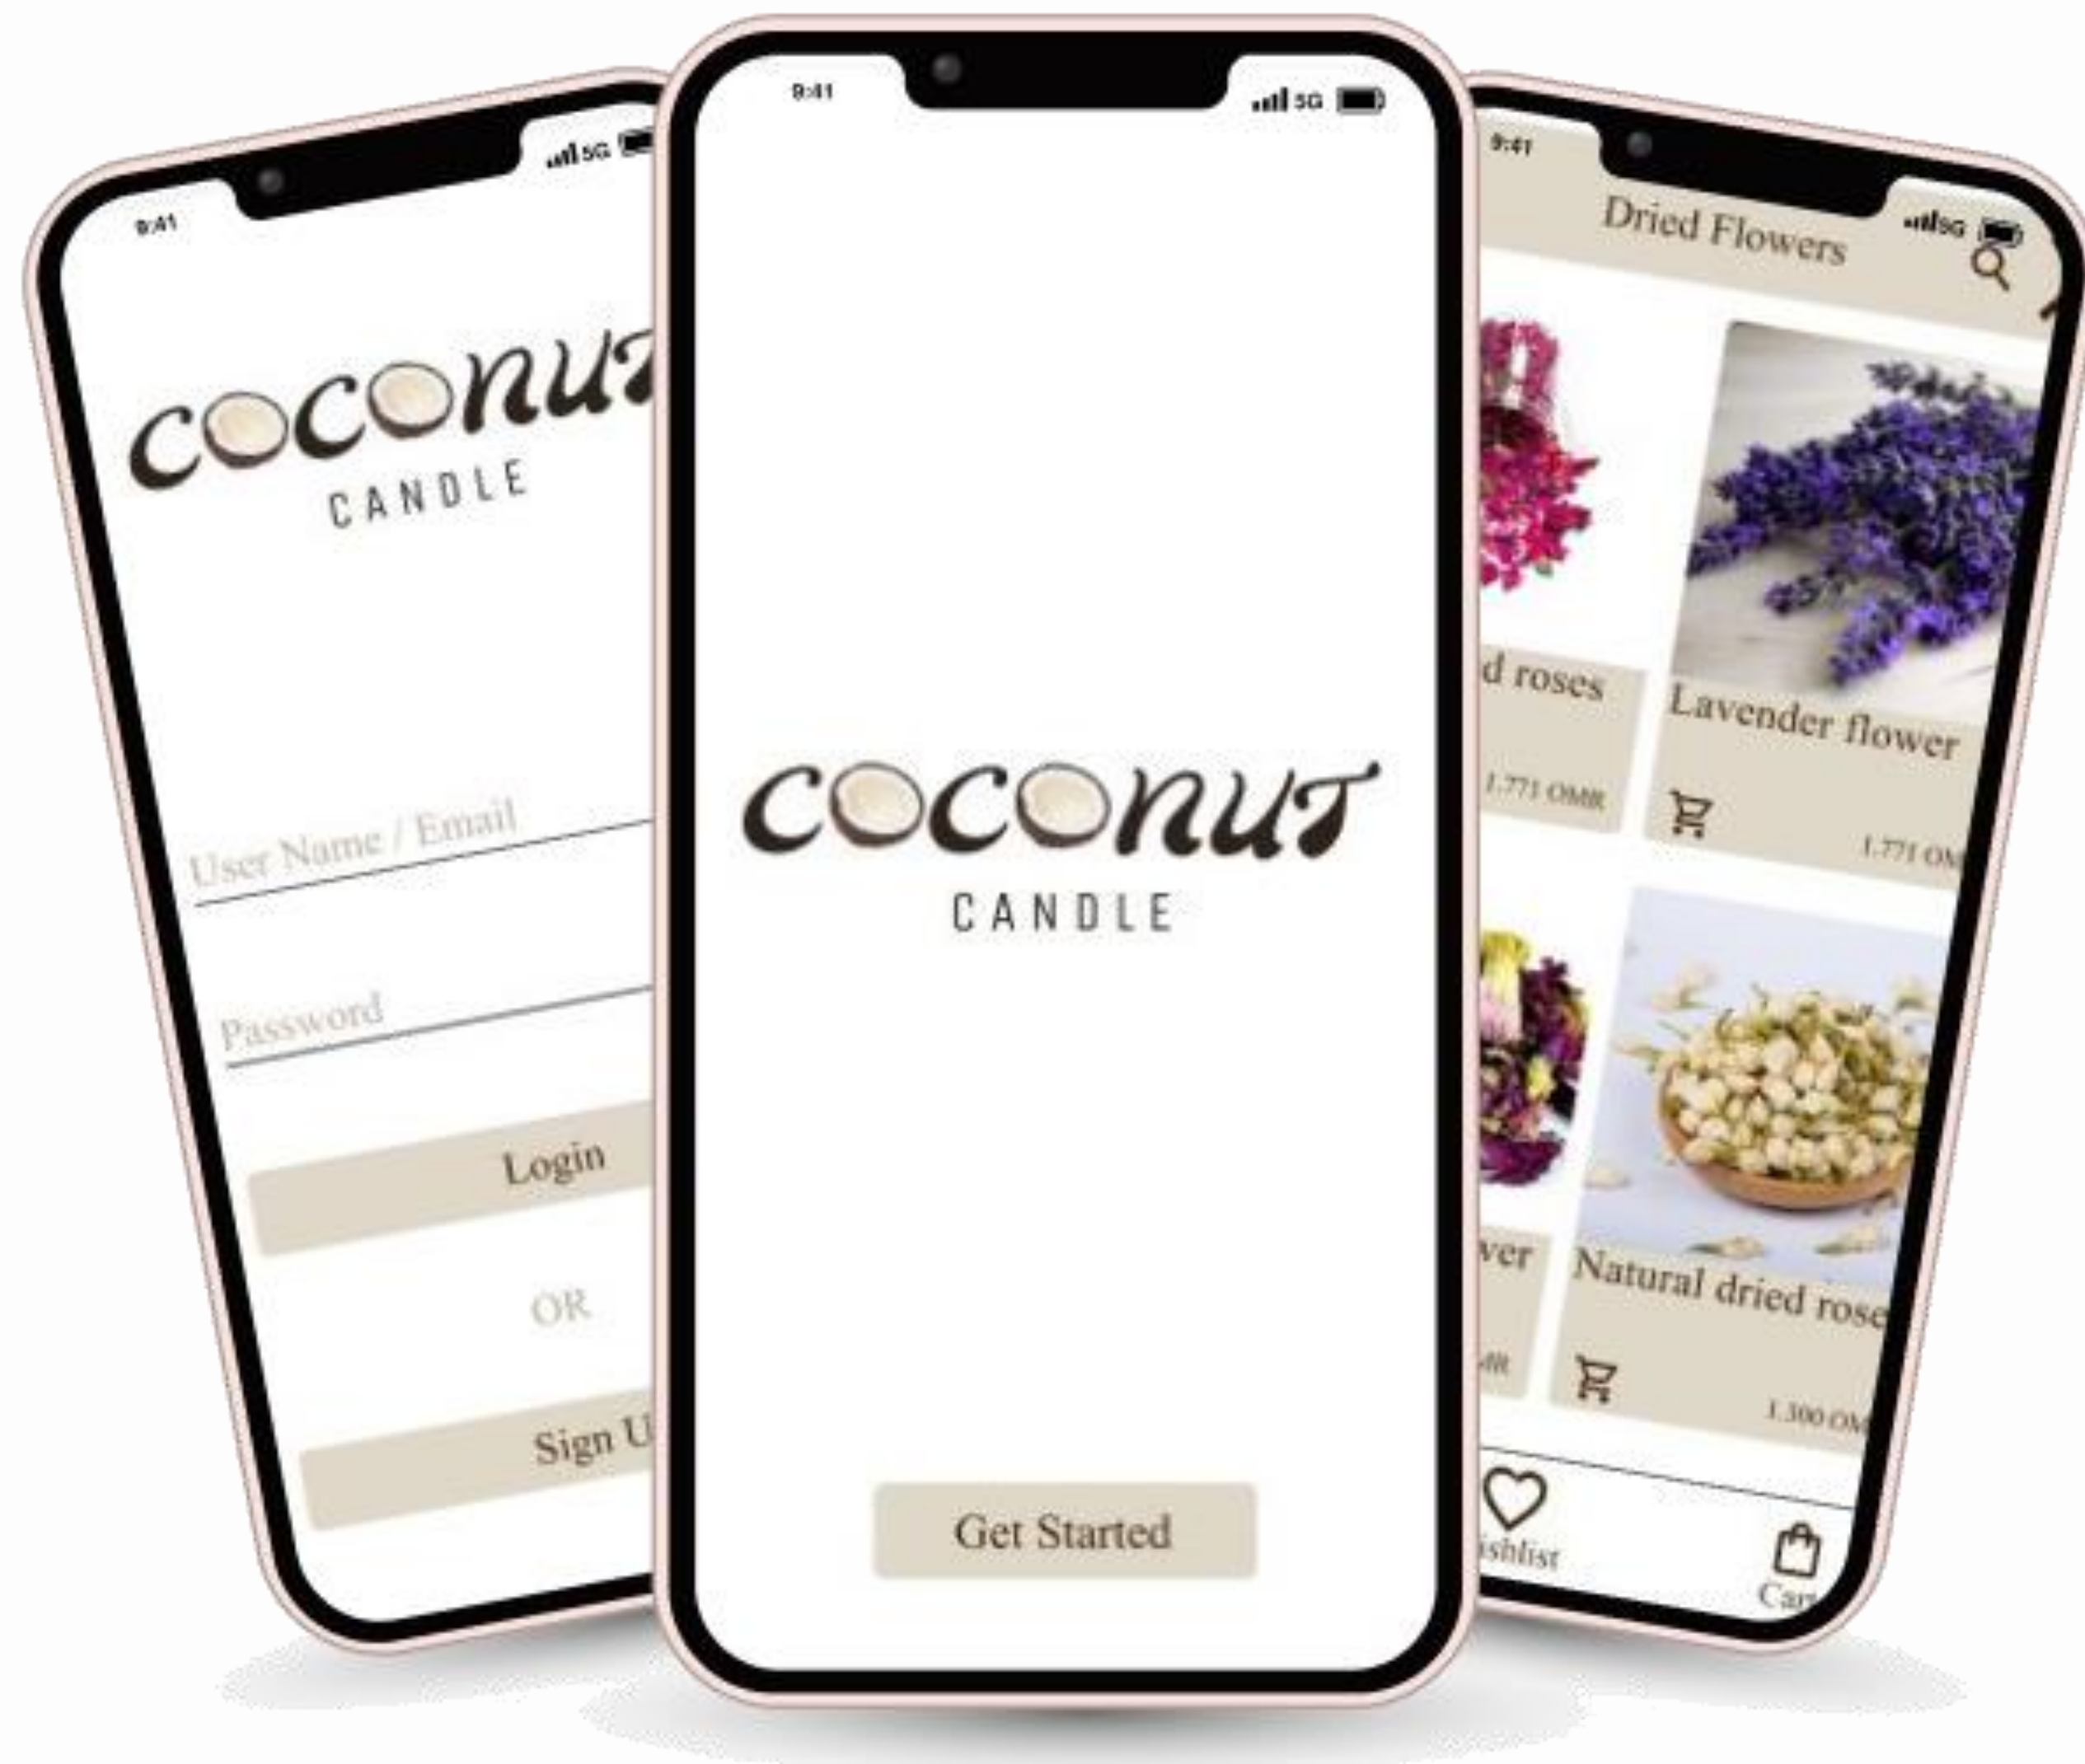 9:41
5G
COCONUT
CANDLE
User Name / Email
Password
Login
OR
Sign U
9:41
5G
COCONUT
CANDLE
Get Started
9:41
5G
Dried Flowers
d roses
1.771 OMR
Lavender flower
1.771 OM
ver
MR
Natural dried rose
1.300 OM
ishlist
Cart